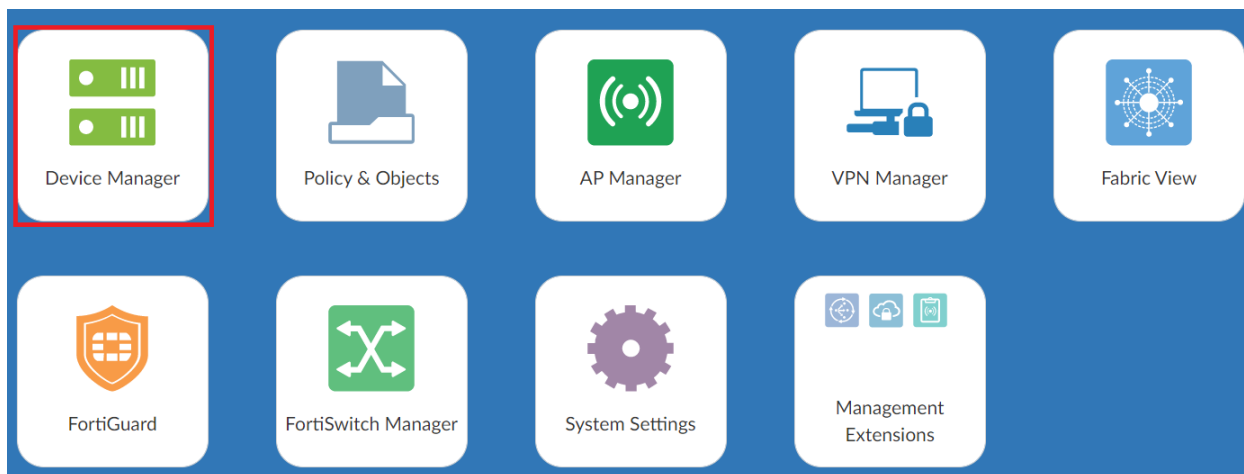 Device Manager
Policy & Objects
AP Manager
VPN Manager
Fabric View
FortiGuard
FortiSwitch Manager
System Settings
Management
Extensions